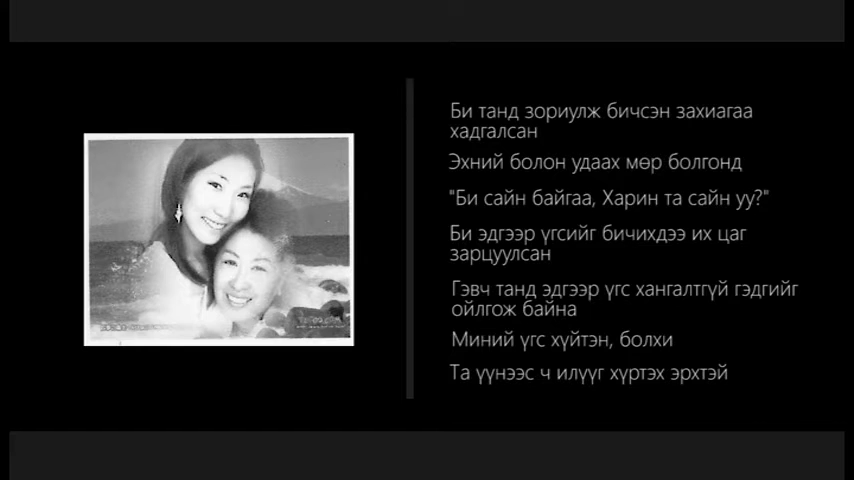 Би танд зориулж бичсэн захиагаа
хадгалсан
Эхний болон удаах мөр болгонд
"Би сайн байгаа, Харин та сайн уу?"
Би эдгээр үгсийг бичихдээ их цаг
зарцуулсан
Гэвч танд эдгээр үгс хангалтгүй гэдгийг
ойлгож байна
Миний үгс хүйтэн, болхи
Та үүнээс ч илүүг хүртэх эрхтэй